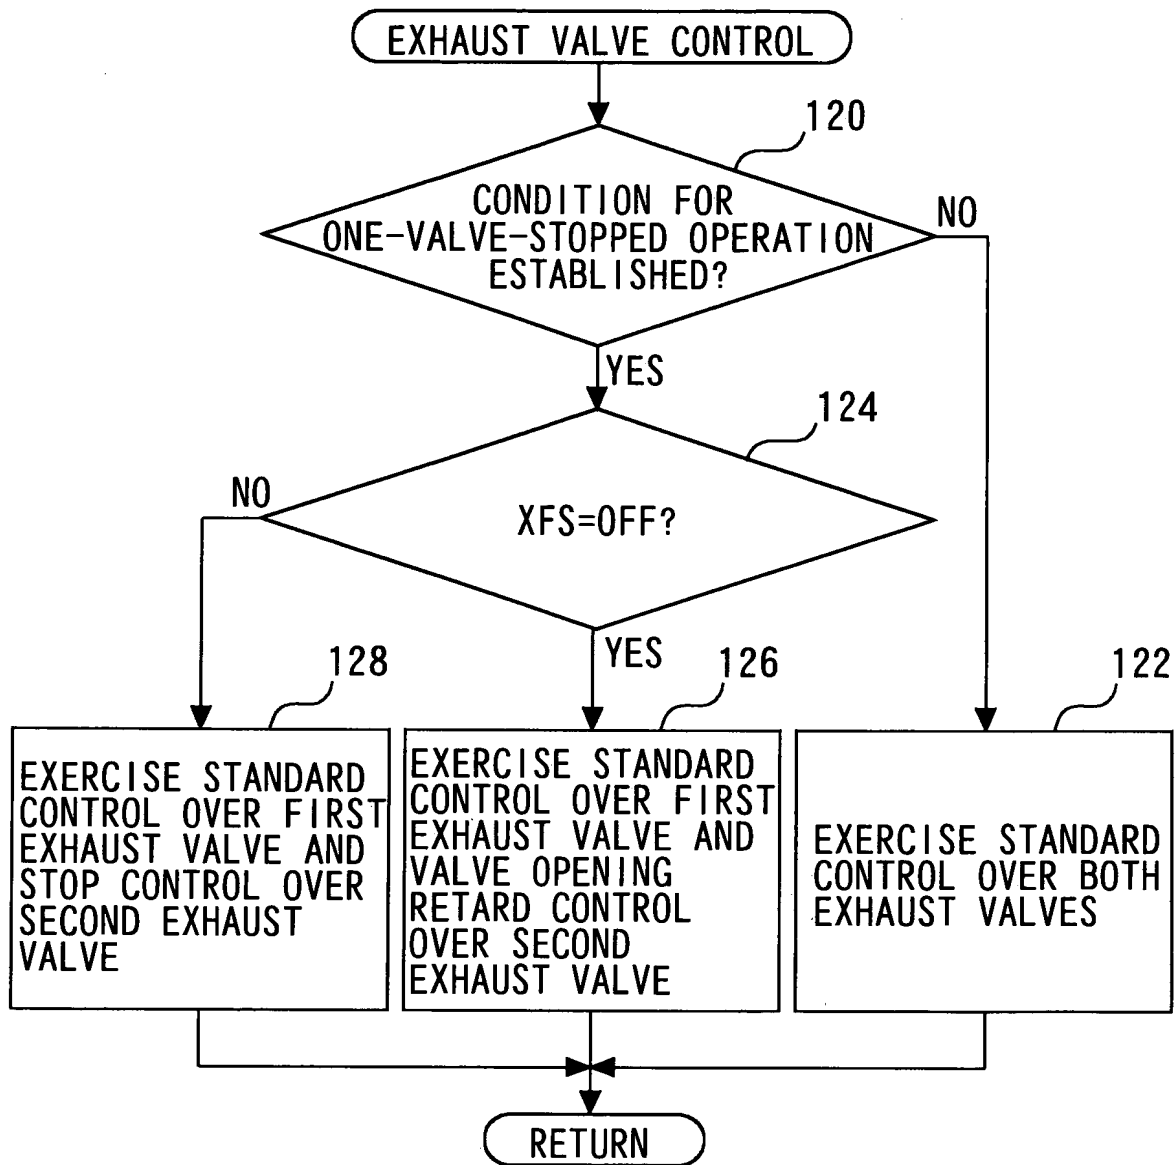 EXHAUST VALVE CONTROL
120
CONDITION FOR
ONE-VALVE-STOPPED OPERATION
ESTABLISHED?
NO
YES
124
NO
XFS=OFF?
YES
128
126
122
EXERCISE STANDARD
CONTROL OVER FIRST
EXHAUST VALVE AND
STOP CONTROL OVER
SECOND EXHAUST
VALVE
EXERCISE STANDARD
CONTROL OVER FIRST
EXHAUST VALVE AND
VALVE OPENING
RETARD CONTROL
OVER SECOND
EXHAUST VALVE
EXERCISE STANDARD
CONTROL OVER BOTH
EXHAUST VALVES
RETURN